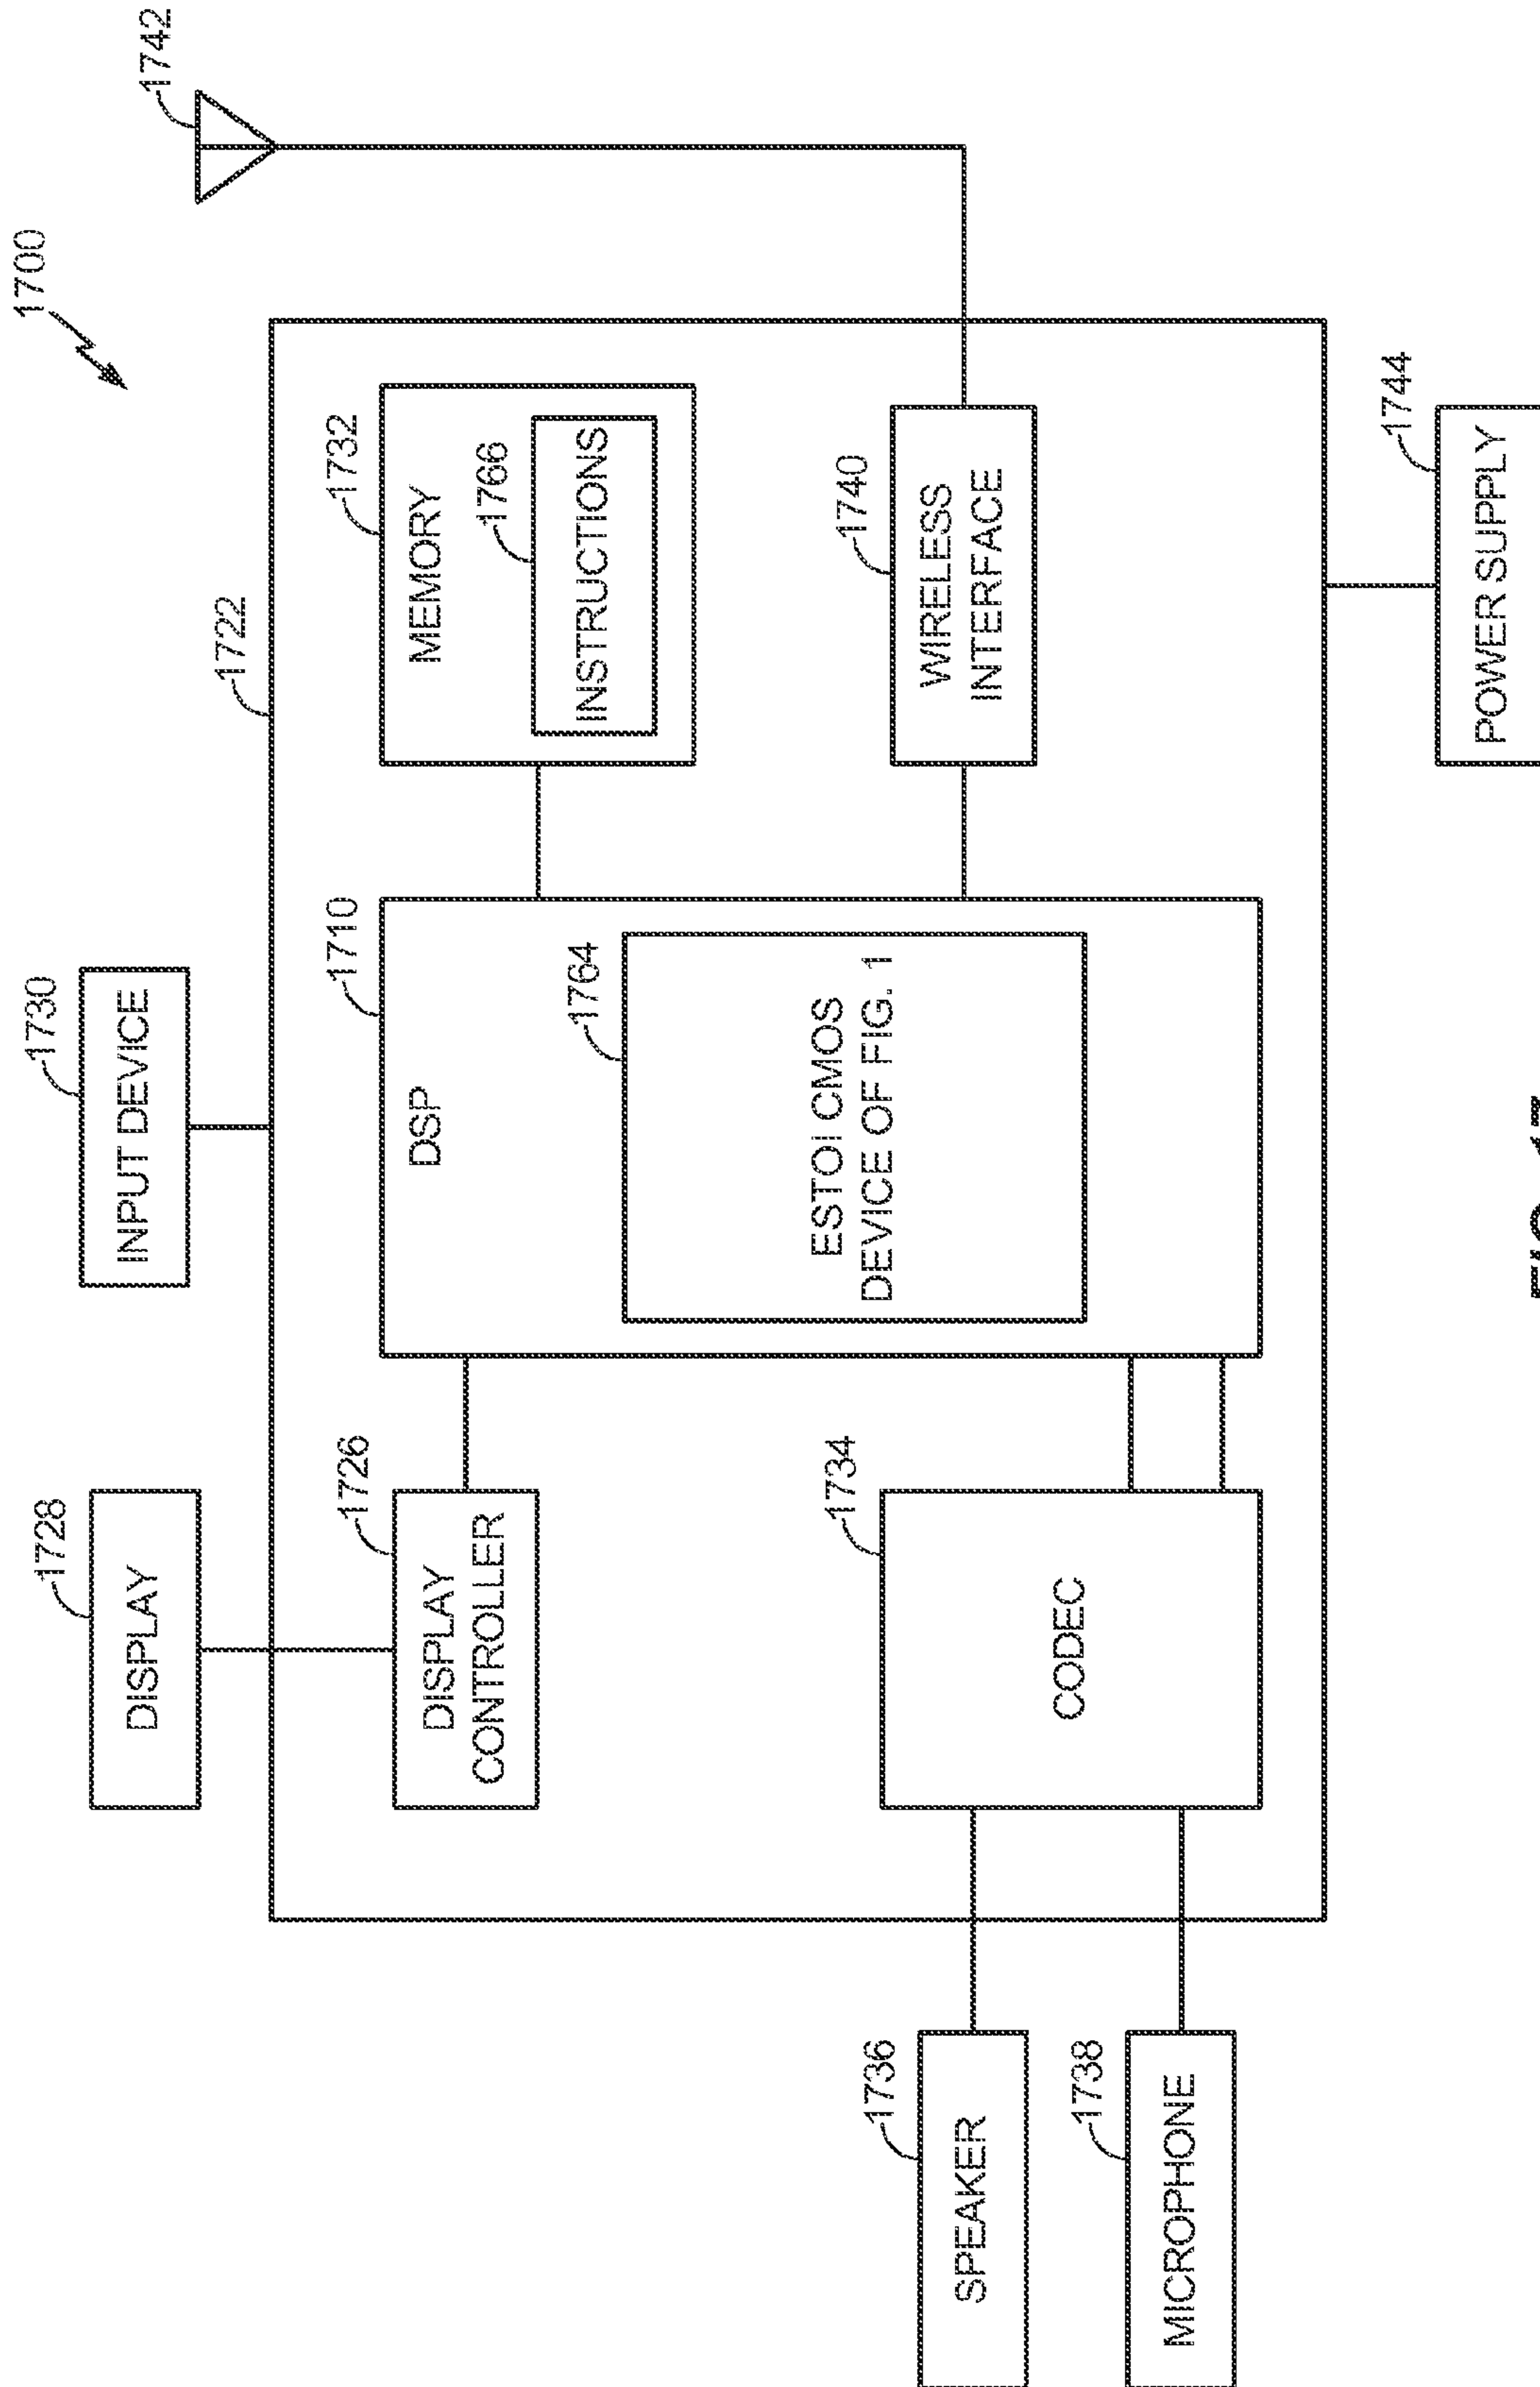 1700
1742
1730
INPUT DEVICE
1728
DISPLAY
1722
1726
DISPLAY
CONTROLLER
1710
DSP
1764
ESTOI CMOS
DEVICE OF FIG. 1
1732
MEMORY
1766
INSTRUCTIONS
1734
CODEC
1740
WIRELESS
INTERFACE
1736
SPEAKER
1738
MICROPHONE
1744
POWER SUPPLY